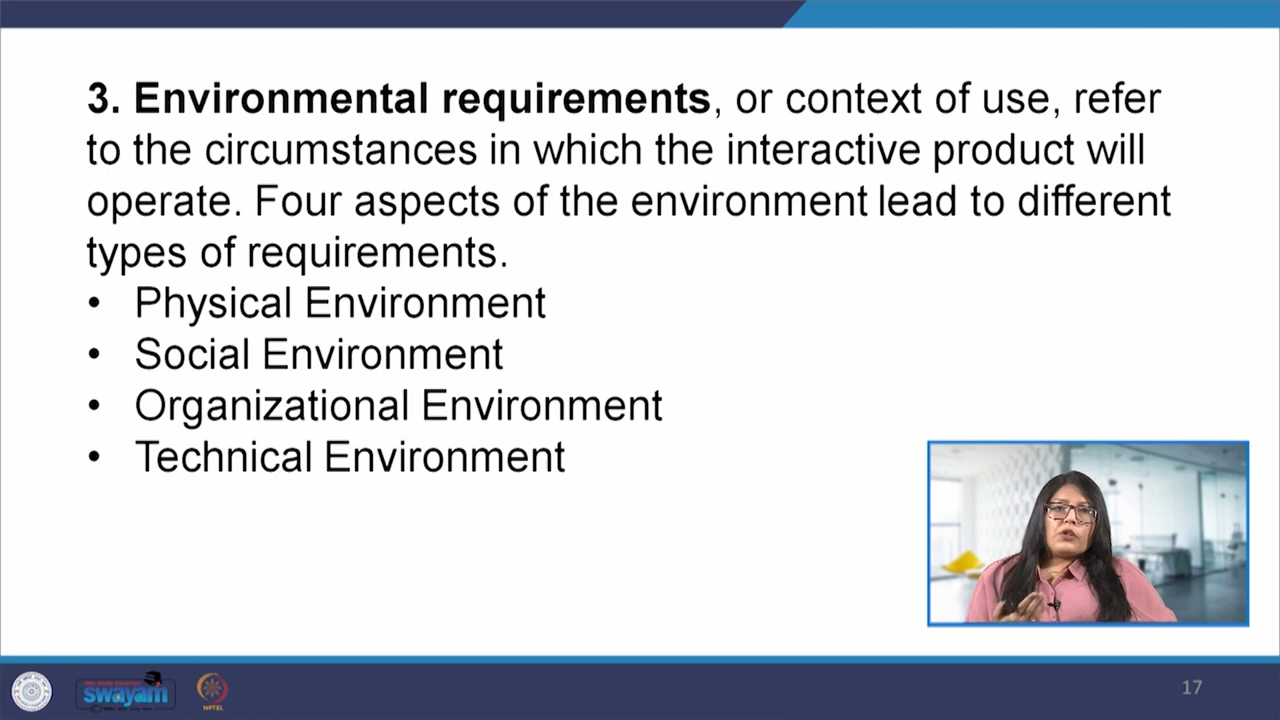 3. Environmental requirements, or context of use, refer
to the circumstances in which the interactive product will
operate. Four aspects of the environment lead to different
types of requirements.
• Physical Environment
• Social Environment
• Organizational Environment
• Technical Environment
swayam
NPTEL
17